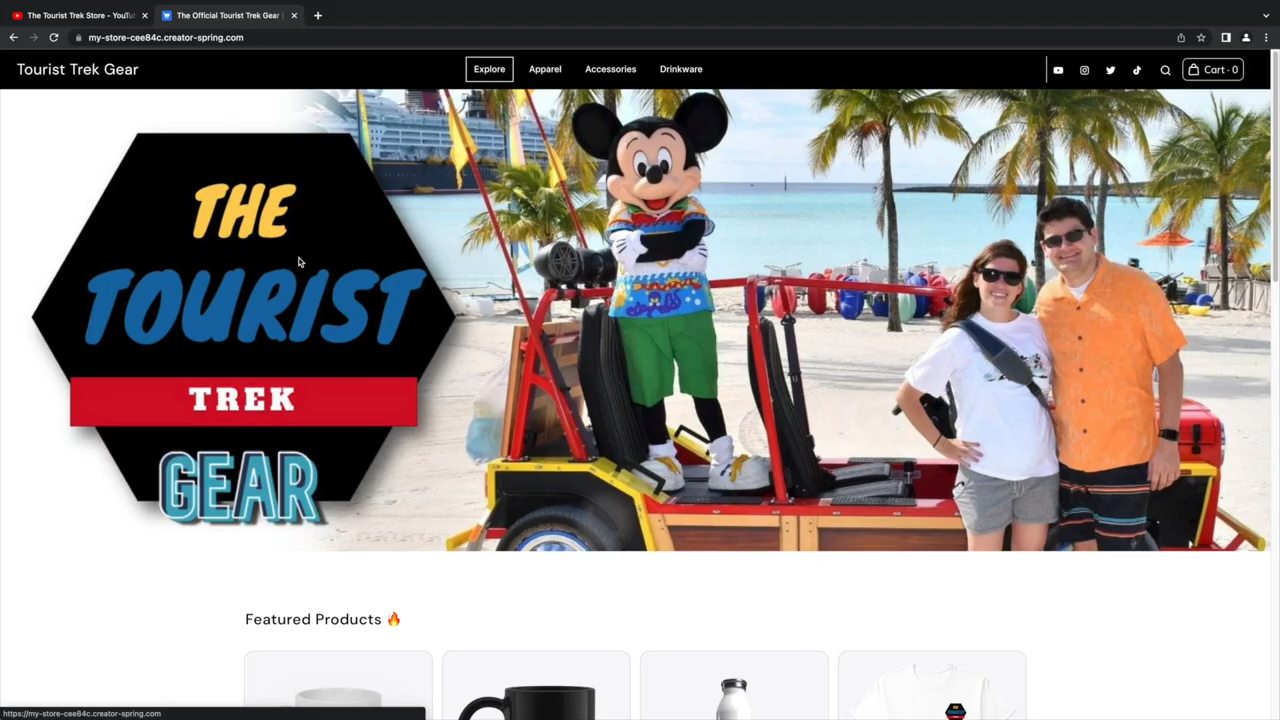 The Tourist Trek Store - YouTu
The Official Tourist Trek Gear
my-store-cee84c.creator-spring.com
Tourist Trek Gear
Explore
Apparel
Accessories
Drinkware
Cart · 0
THE
TOURIST
TREK
GEAR
Featured Products 🔥
https://my-store-cee84c.creator-spring.com